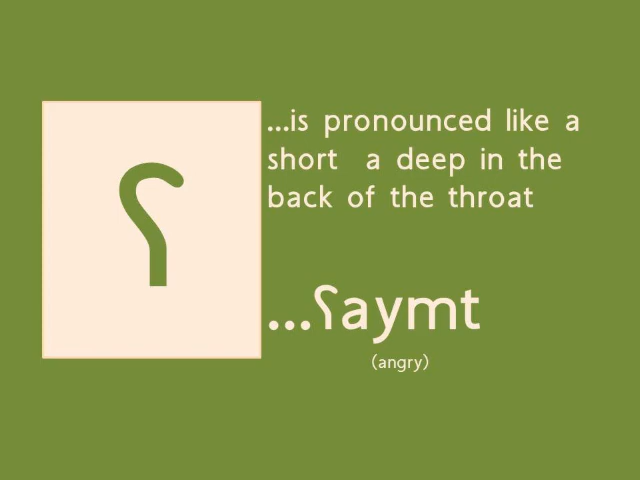 ʕ
...is pronounced like a
short a deep in the
back of the throat
...ʕaymt
(angry)